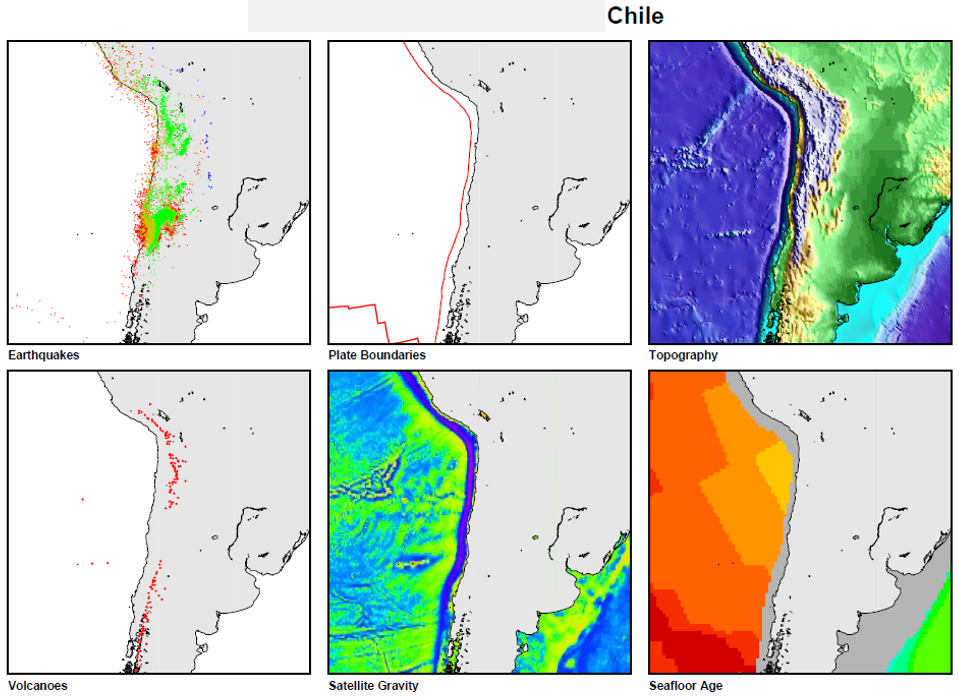 Chile
Earthquakes
Plate Boundaries
Topography
Volcanoes
Satellite Gravity
Seafloor Age